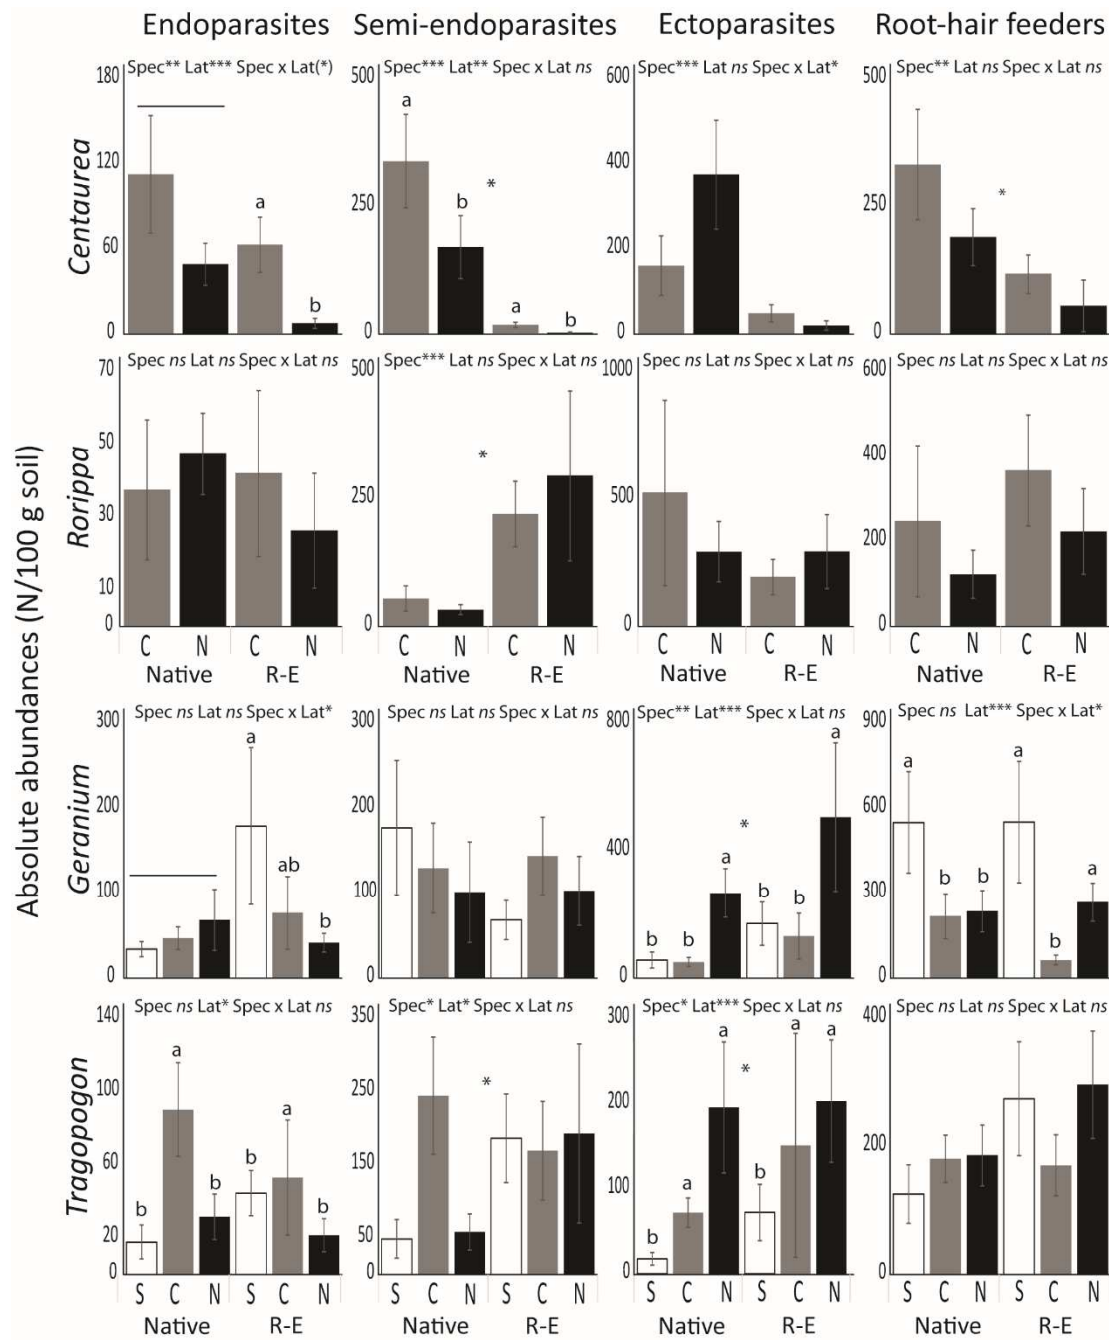 Endoparasites Semi-endoparasites Ectoparasites Root-hair feeders
Absolute abundances (N/100 g soil)
Centaurea
Spec** Lat*** Spec x Lat(*)
180
120
60
0
a
b
Spec*** Lat** Spec x Lat ns
500
250
0
a
b
*
a
b
Spec*** Lat ns Spec x Lat*
600
400
200
0
Spec** Lat ns Spec x Lat ns
500
250
0
*
Rorippa
Spec ns Lat ns Spec x Lat ns
70
50
30
10
0
C N C N
Native R-E
Spec*** Lat ns Spec x Lat ns
500
250
0
*
C N C N
Native R-E
Spec ns Lat ns Spec x Lat ns
1000
500
0
C N C N
Native R-E
Spec ns Lat ns Spec x Lat ns
600
400
200
0
C N C N
Native R-E
Geranium
Spec ns Lat ns Spec x Lat*
300
200
100
0
a
ab
b
Spec ns Lat ns Spec x Lat ns
300
200
100
0
Spec** Lat*** Spec x Lat ns
800
400
0
b b a * b b a
Spec ns Lat*** Spec x Lat*
900
600
300
0
a b b a b a
Tragopogon
Spec ns Lat* Spec x Lat ns
140
100
60
20
0
b a b b a b
S C N S C N
Native R-E
Spec* Lat* Spec x Lat ns
350
250
150
50
0
*
S C N S C N
Native R-E
Spec* Lat*** Spec x Lat ns
300
200
100
0
b a a * b a a
S C N S C N
Native R-E
Spec ns Lat ns Spec x Lat ns
400
200
0
S C N S C N
Native R-E